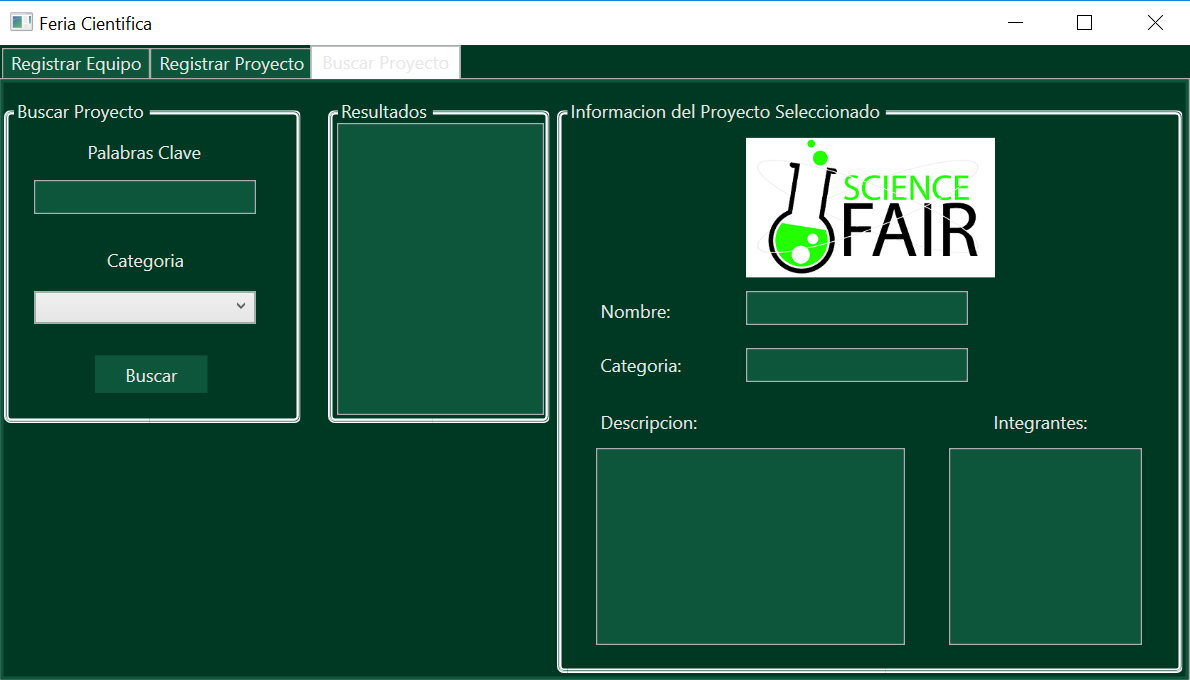 Feria Cientifica
Registrar Equipo
Registrar Proyecto
Buscar Proyecto
Buscar Proyecto
Palabras Clave
Categoria
Buscar
Resultados
Informacion del Proyecto Seleccionado
SCIENCE
FAIR
Nombre:
Categoria:
Descripcion:
Integrantes: